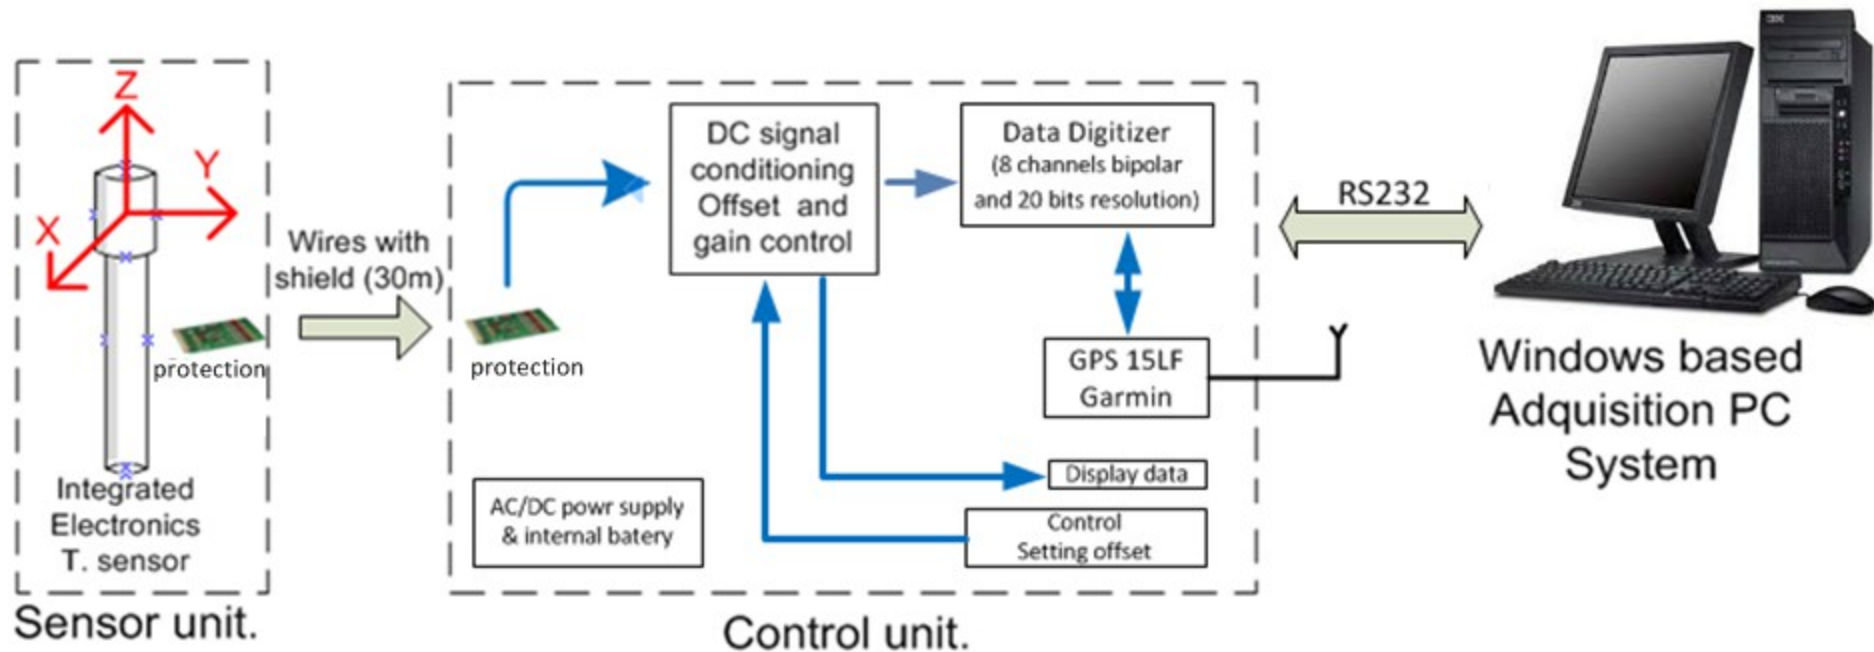 Z
Y
X
protection
Integrated
Electronics
T. sensor
Sensor unit.
Wires with
shield (30m)
protection
DC signal
conditioning
Offset and
gain control
Data Digitizer
(8 channels bipolar
and 20 bits resolution)
GPS 15LF
Garmin
Display data
Control
Setting offset
AC/DC powr supply
& internal batery
Control unit.
RS232
Windows based
Adquisition PC
System